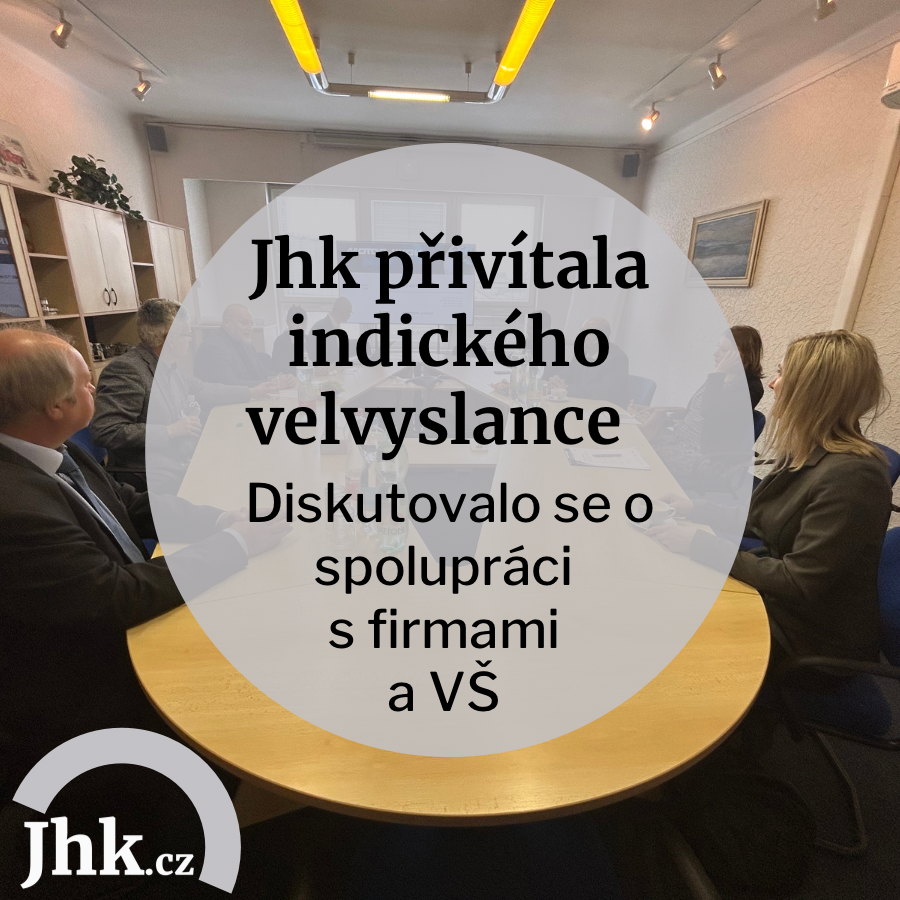 Jhk přivítala
indického
velvyslance
Diskutovalo se o
spolupráci
s firmami
a VŠ
Jhk.cz